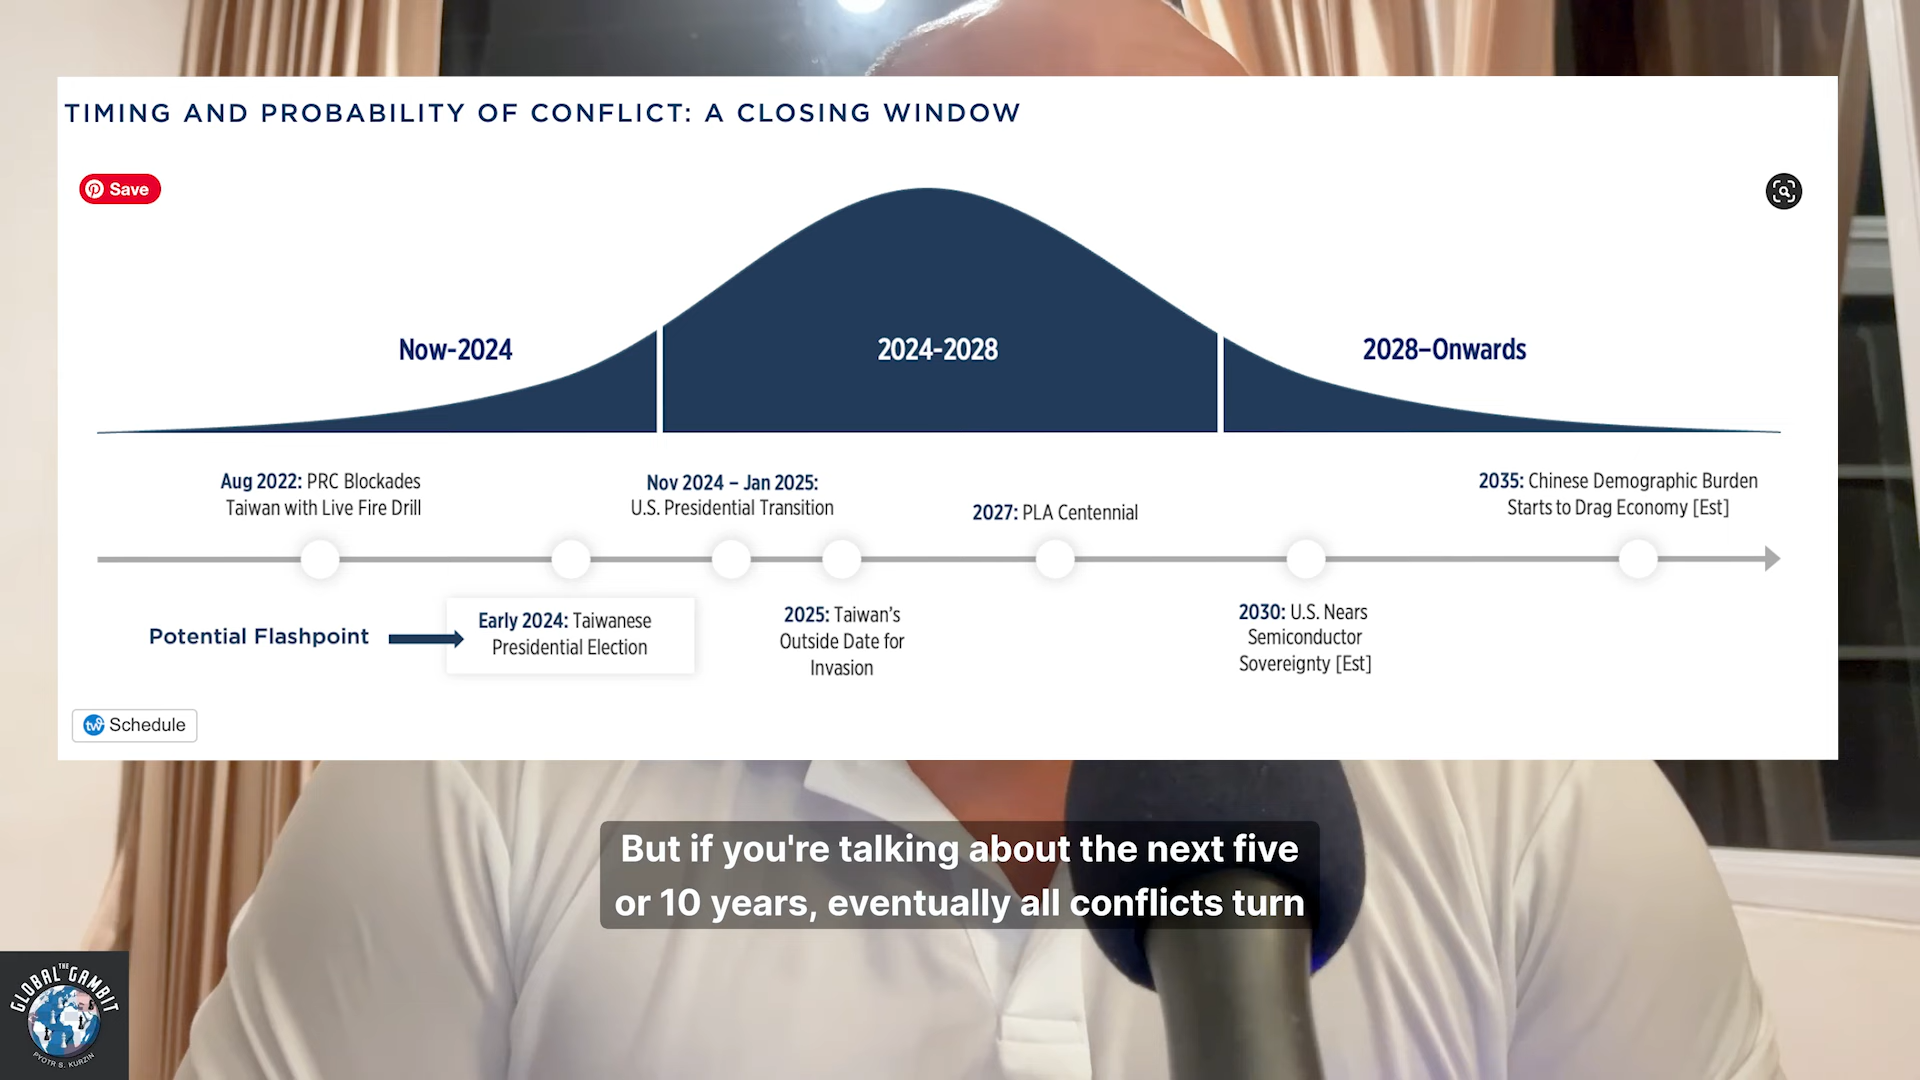 TIMING AND PROBABILITY OF CONFLICT: A CLOSING WINDOW
Save
Now-2024
2024-2028
2028–Onwards
Aug 2022: PRC Blockades
Taiwan with Live Fire Drill
Nov 2024 – Jan 2025:
U.S. Presidential Transition
2027: PLA Centennial
2035: Chinese Demographic Burden
Starts to Drag Economy [Est]
Potential Flashpoint
Early 2024: Taiwanese
Presidential Election
2025: Taiwan's
Outside Date for
Invasion
2030: U.S. Nears
Semiconductor
Sovereignty [Est]
tw
Schedule
But if you're talking about the next five
or 10 years, eventually all conflicts turn
THE
GLOBAL GAMBIT
PYOTR S. KURZIN